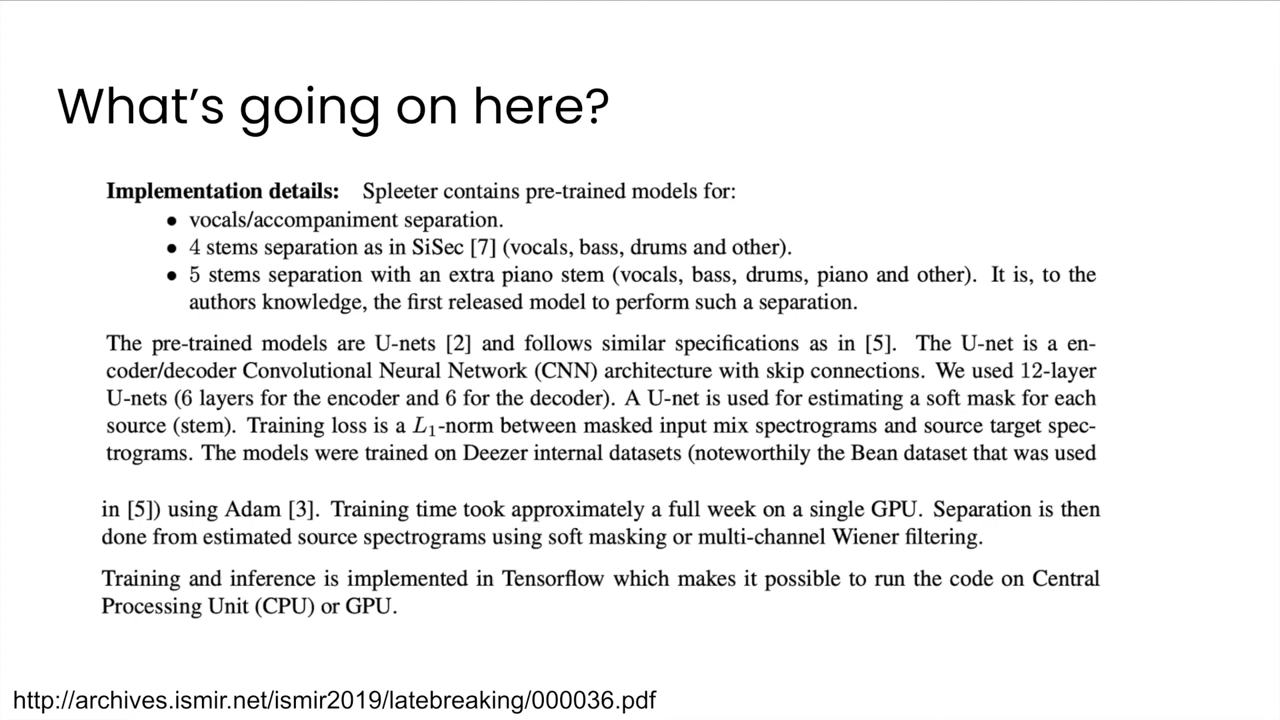 What's going on here?
Implementation details: Spleeter contains pre-trained models for:
• vocals/accompaniment separation.
• 4 stems separation as in SiSec [7] (vocals, bass, drums and other).
• 5 stems separation with an extra piano stem (vocals, bass, drums, piano and other). It is, to the
authors knowledge, the first released model to perform such a separation.
The pre-trained models are U-nets [2] and follows similar specifications as in [5]. The U-net is a en-
coder/decoder Convolutional Neural Network (CNN) architecture with skip connections. We used 12-layer
U-nets (6 layers for the encoder and 6 for the decoder). A U-net is used for estimating a soft mask for each
source (stem). Training loss is a L₁-norm between masked input mix spectrograms and source target spec-
trograms. The models were trained on Deezer internal datasets (noteworthily the Bean dataset that was used
in [5]) using Adam [3]. Training time took approximately a full week on a single GPU. Separation is then
done from estimated source spectrograms using soft masking or multi-channel Wiener filtering.
Training and inference is implemented in Tensorflow which makes it possible to run the code on Central
Processing Unit (CPU) or GPU.
http://archives.ismir.net/ismir2019/latebreaking/000036.pdf